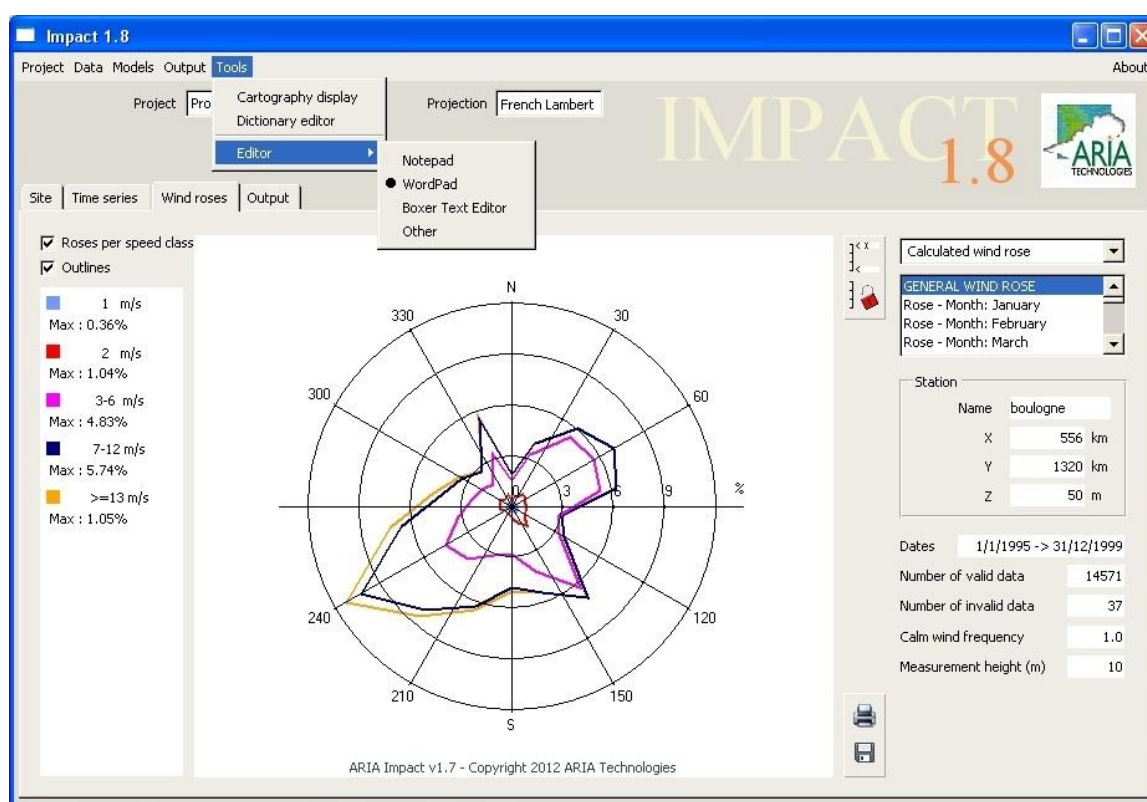 Impact 1.8
Project Data Models Output Tools About
Project Pro Projection French Lambert
Cartography display
Dictionary editor
Editor
Notepad
WordPad
Boxer Text Editor
Other
IMPACT
1.8
ARIA
TECHNOLOGIES
Site Time series Wind roses Output
Roses per speed class
Outlines
1 m/s
Max : 0.36%
2 m/s
Max : 1.04%
3-6 m/s
Max : 4.83%
7-12 m/s
Max : 5.74%
>=13 m/s
Max : 1.05%
N
330 30
300 60
0 3 6 9 %
240 120
210 150
S
ARIA Impact v1.7 - Copyright 2012 ARIA Technologies
< X
<
Calculated wind rose
GENERAL WIND ROSE
Rose - Month: January
Rose - Month: February
Rose - Month: March
Station
Name boulogne
X 556 km
Y 1320 km
Z 50 m
Dates 1/1/1995 -> 31/12/1999
Number of valid data 14571
Number of invalid data 37
Calm wind frequency 1.0
Measurement height (m) 10